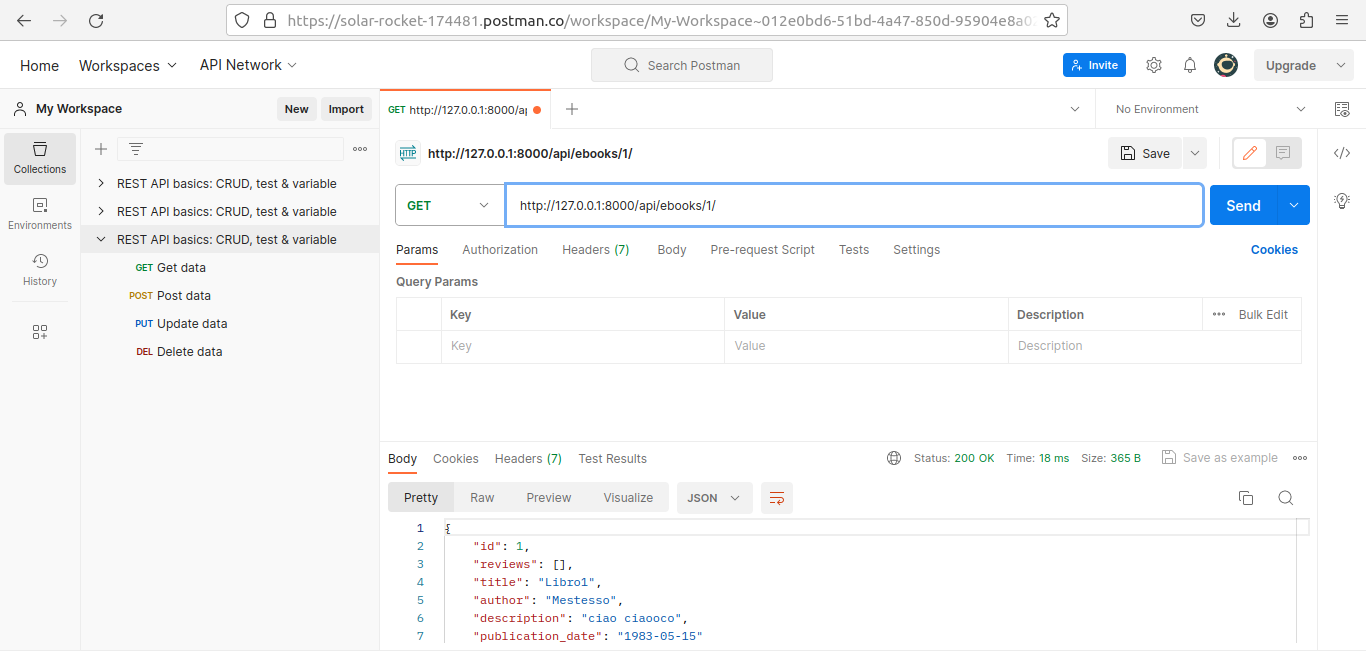 https://solar-rocket-174481.postman.co/workspace/My-Workspace~012e0bd6-51bd-4a47-850d-95904e8a0
Home Workspaces API Network Search Postman Invite Upgrade
My Workspace New Import GET http://127.0.0.1:8000/ap No Environment
Collections
Environments
History
REST API basics: CRUD, test & variable
REST API basics: CRUD, test & variable
REST API basics: CRUD, test & variable
GET Get data
POST Post data
PUT Update data
DEL Delete data
HTTP http://127.0.0.1:8000/api/ebooks/1/ Save
GET http://127.0.0.1:8000/api/ebooks/1/ Send
Params Authorization Headers (7) Body Pre-request Script Tests Settings Cookies
Query Params
Key Value Description Bulk Edit
Key Value Description
Body Cookies Headers (7) Test Results Status: 200 OK Time: 18 ms Size: 365 B Save as example
Pretty Raw Preview Visualize JSON
1 {
2 "id": 1,
3 "reviews": [],
4 "title": "Libro1",
5 "author": "Mestesso",
6 "description": "ciao ciaooco",
7 "publication_date": "1983-05-15"